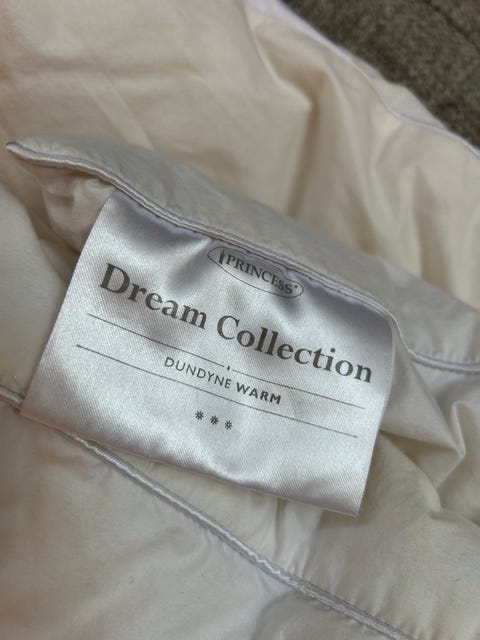 PRINCESS®
Dream Collection
DUNDYNE WARM
***